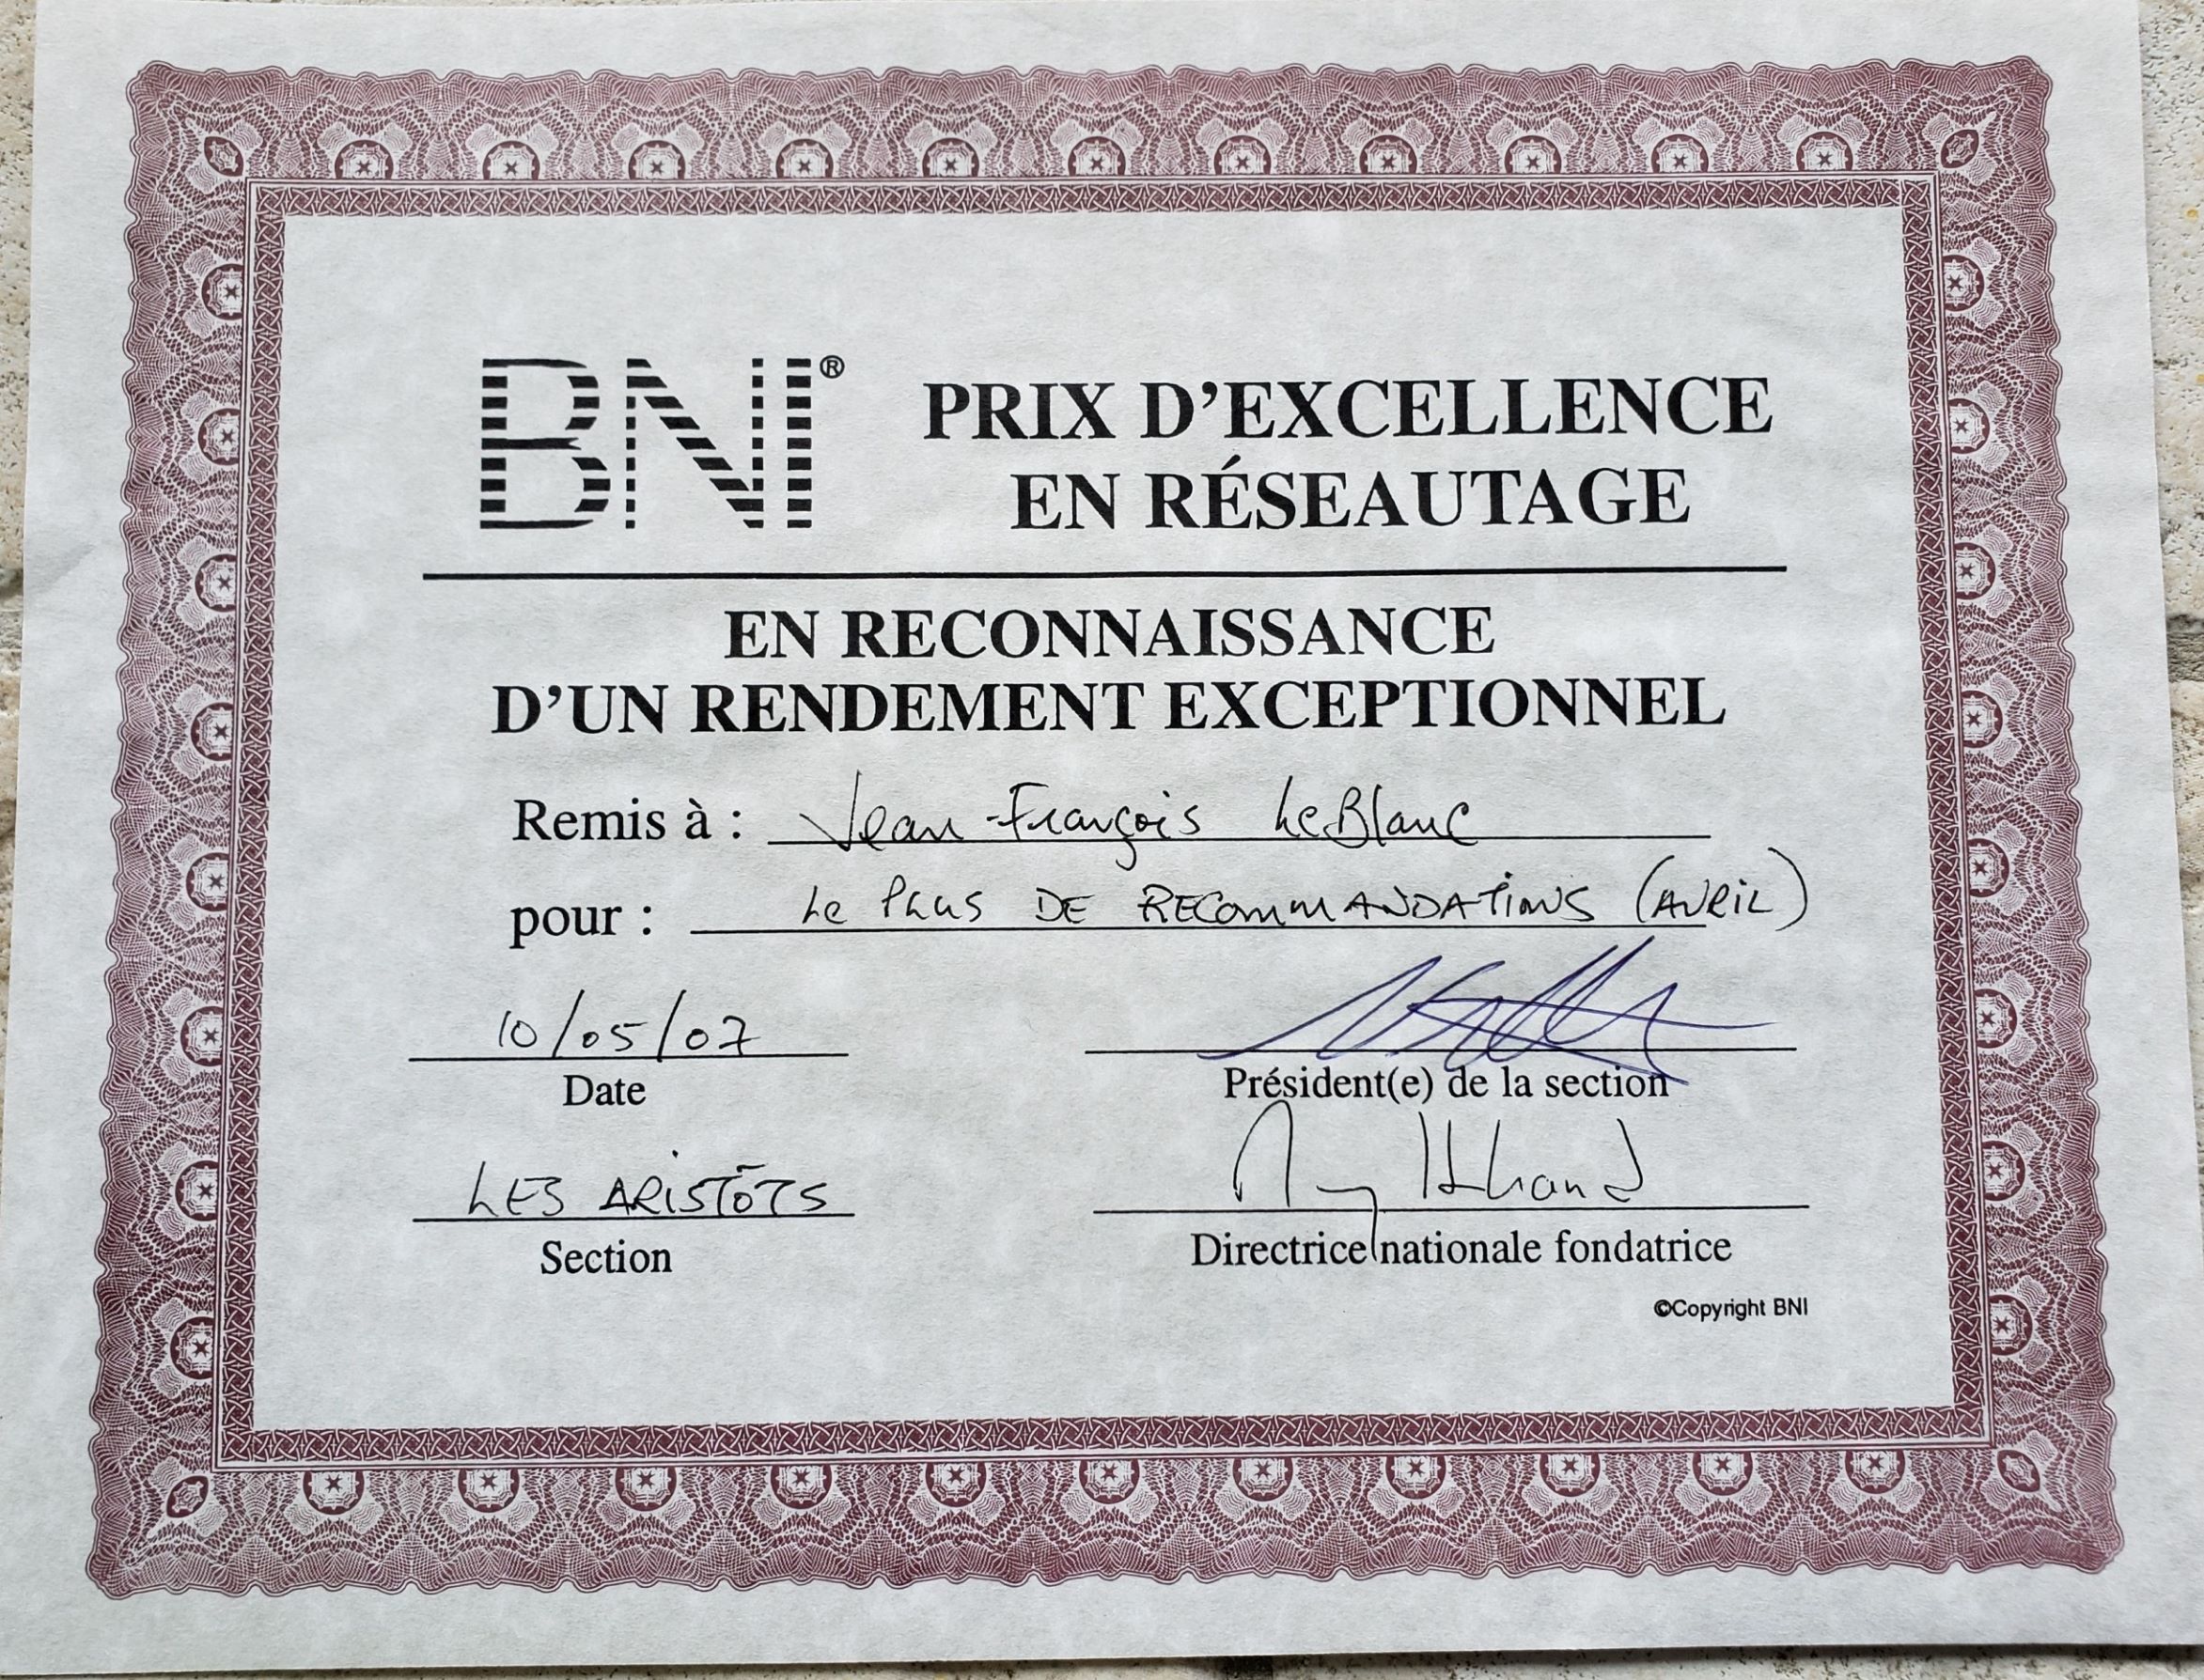 BNI®
PRIX D'EXCELLENCE
EN RÉSEAUTAGE
EN RECONNAISSANCE
D'UN RENDEMENT EXCEPTIONNEL
Remis à : Jean-François LeBlanc
pour : Le Plus DE RECOMMANDATIONS (AVRIL)
10/05/07
Date
Président(e) de la section
LES ARISTÔTS
Section
Directrice nationale fondatrice
©Copyright BNI